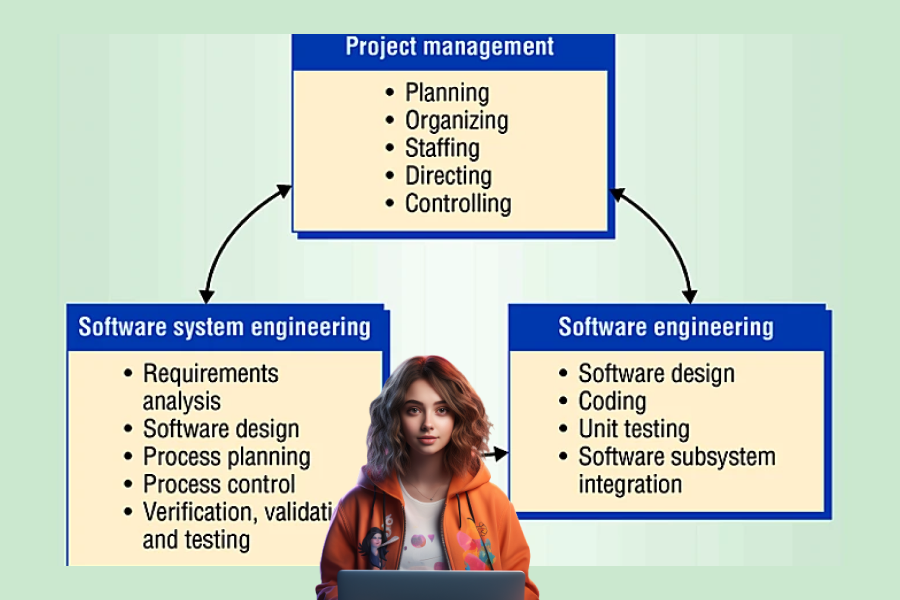 Project management
• Planning
• Organizing
• Staffing
• Directing
• Controlling
Software system engineering
• Requirements
analysis
• Software design
• Process planning
• Process control
• Verification, validati
and testing
Software engineering
• Software design
• Coding
• Unit testing
• Software subsystem
integration